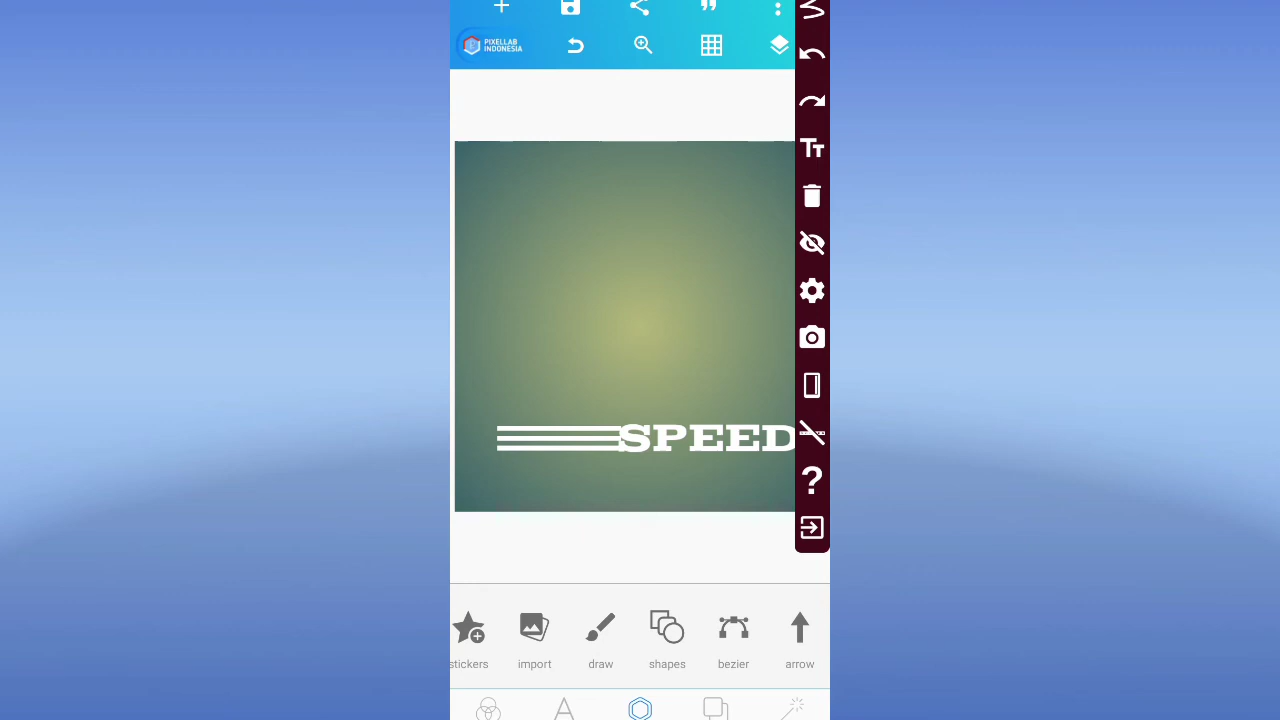 PIXELLAB
INDONESIA
SPEED
stickers
import
draw
shapes
bezier
arrow